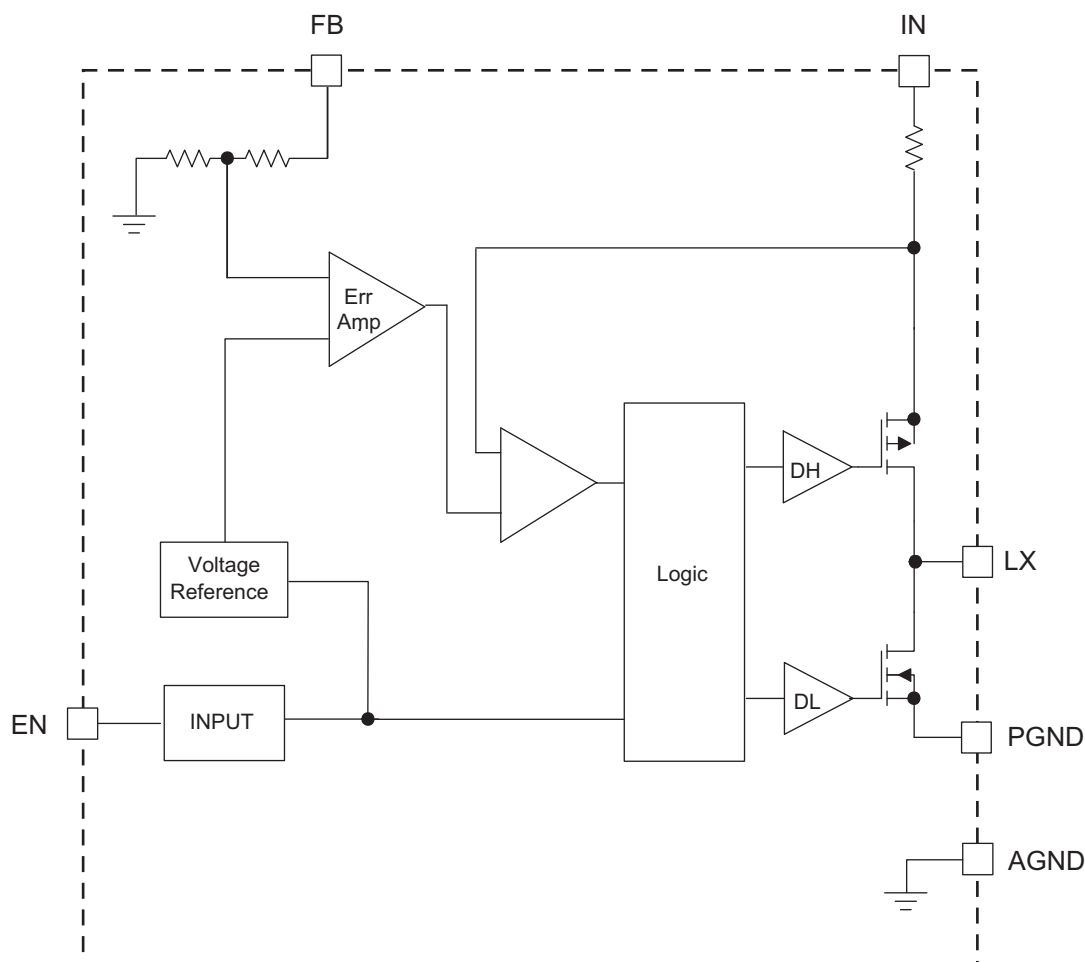 FB
IN
Err
Amp
DH
Voltage
Reference
Logic
LX
EN
INPUT
DL
PGND
AGND